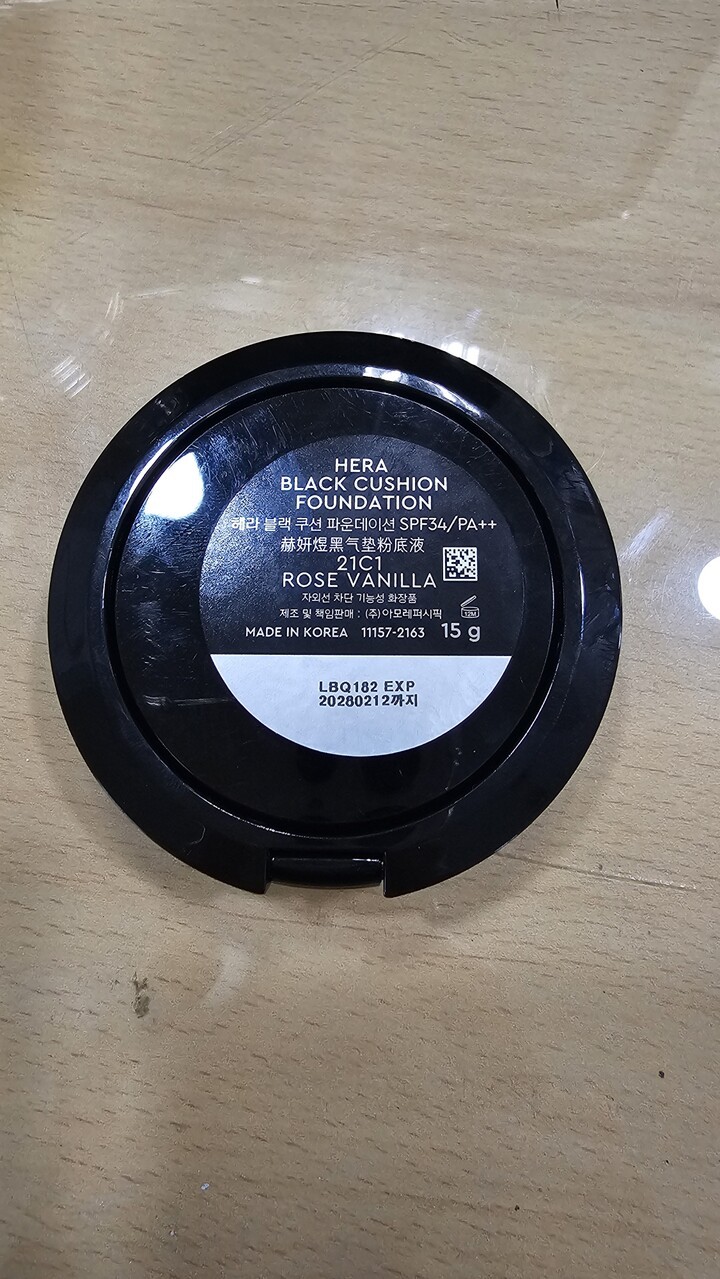 HERA
BLACK CUSHION
FOUNDATION
헤라 블랙 쿠션 파운데이션 SPF34/PA++
赫妍煜黑气垫粉底液
21C1
ROSE VANILLA
자외선 차단 기능성 화장품
제조 및 책임판매 : (주)아모레퍼시픽
12M
MADE IN KOREA 11157-2163 15 g
LBQ182 EXP
20280212까지